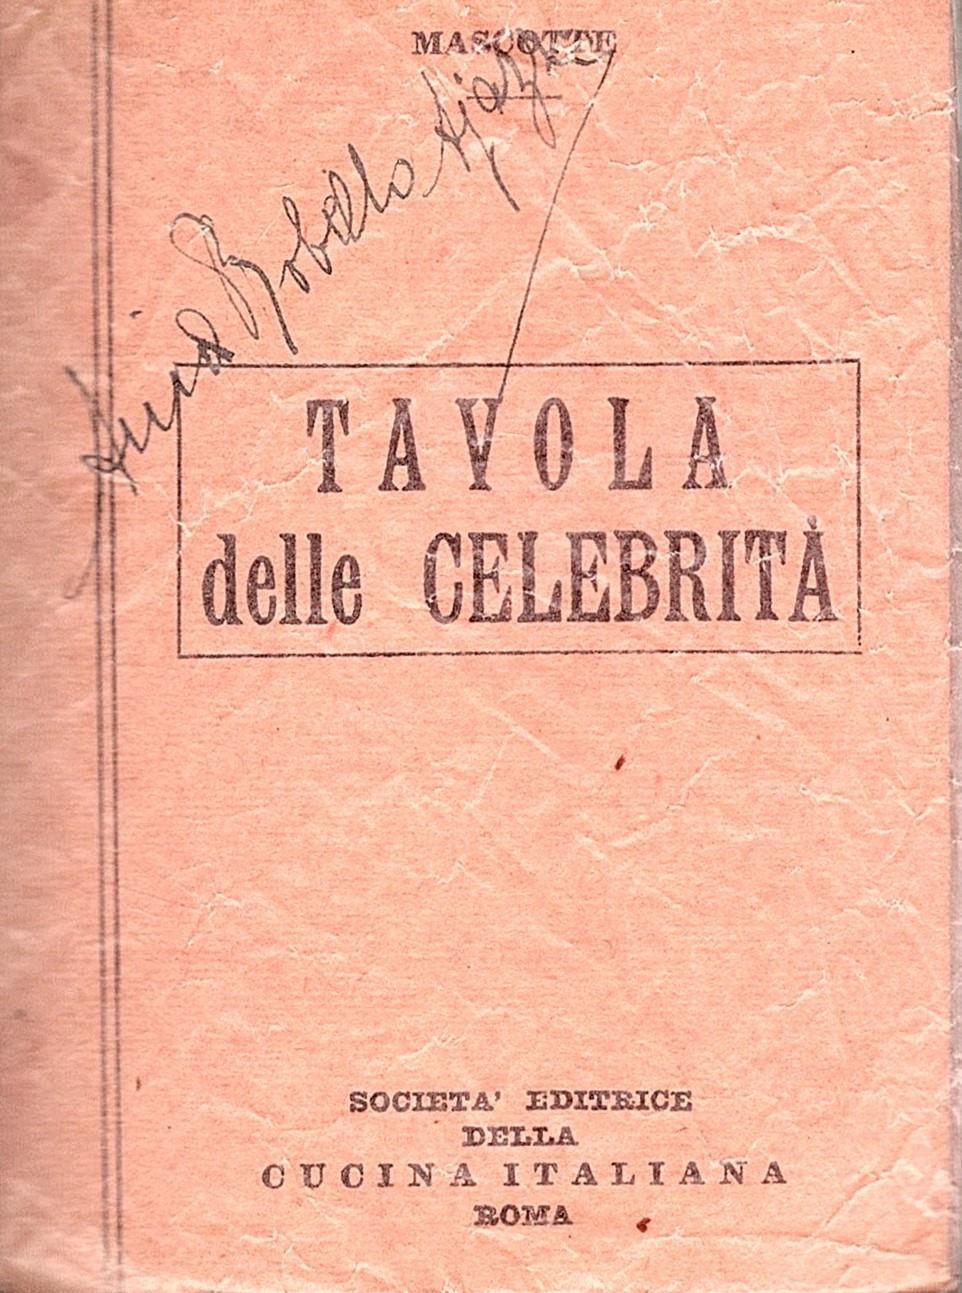 MASCOTTE
TAVOLA
delle CELEBRITÀ
SOCIETA' EDITRICE
DELLA
CUCINA ITALIANA
ROMA